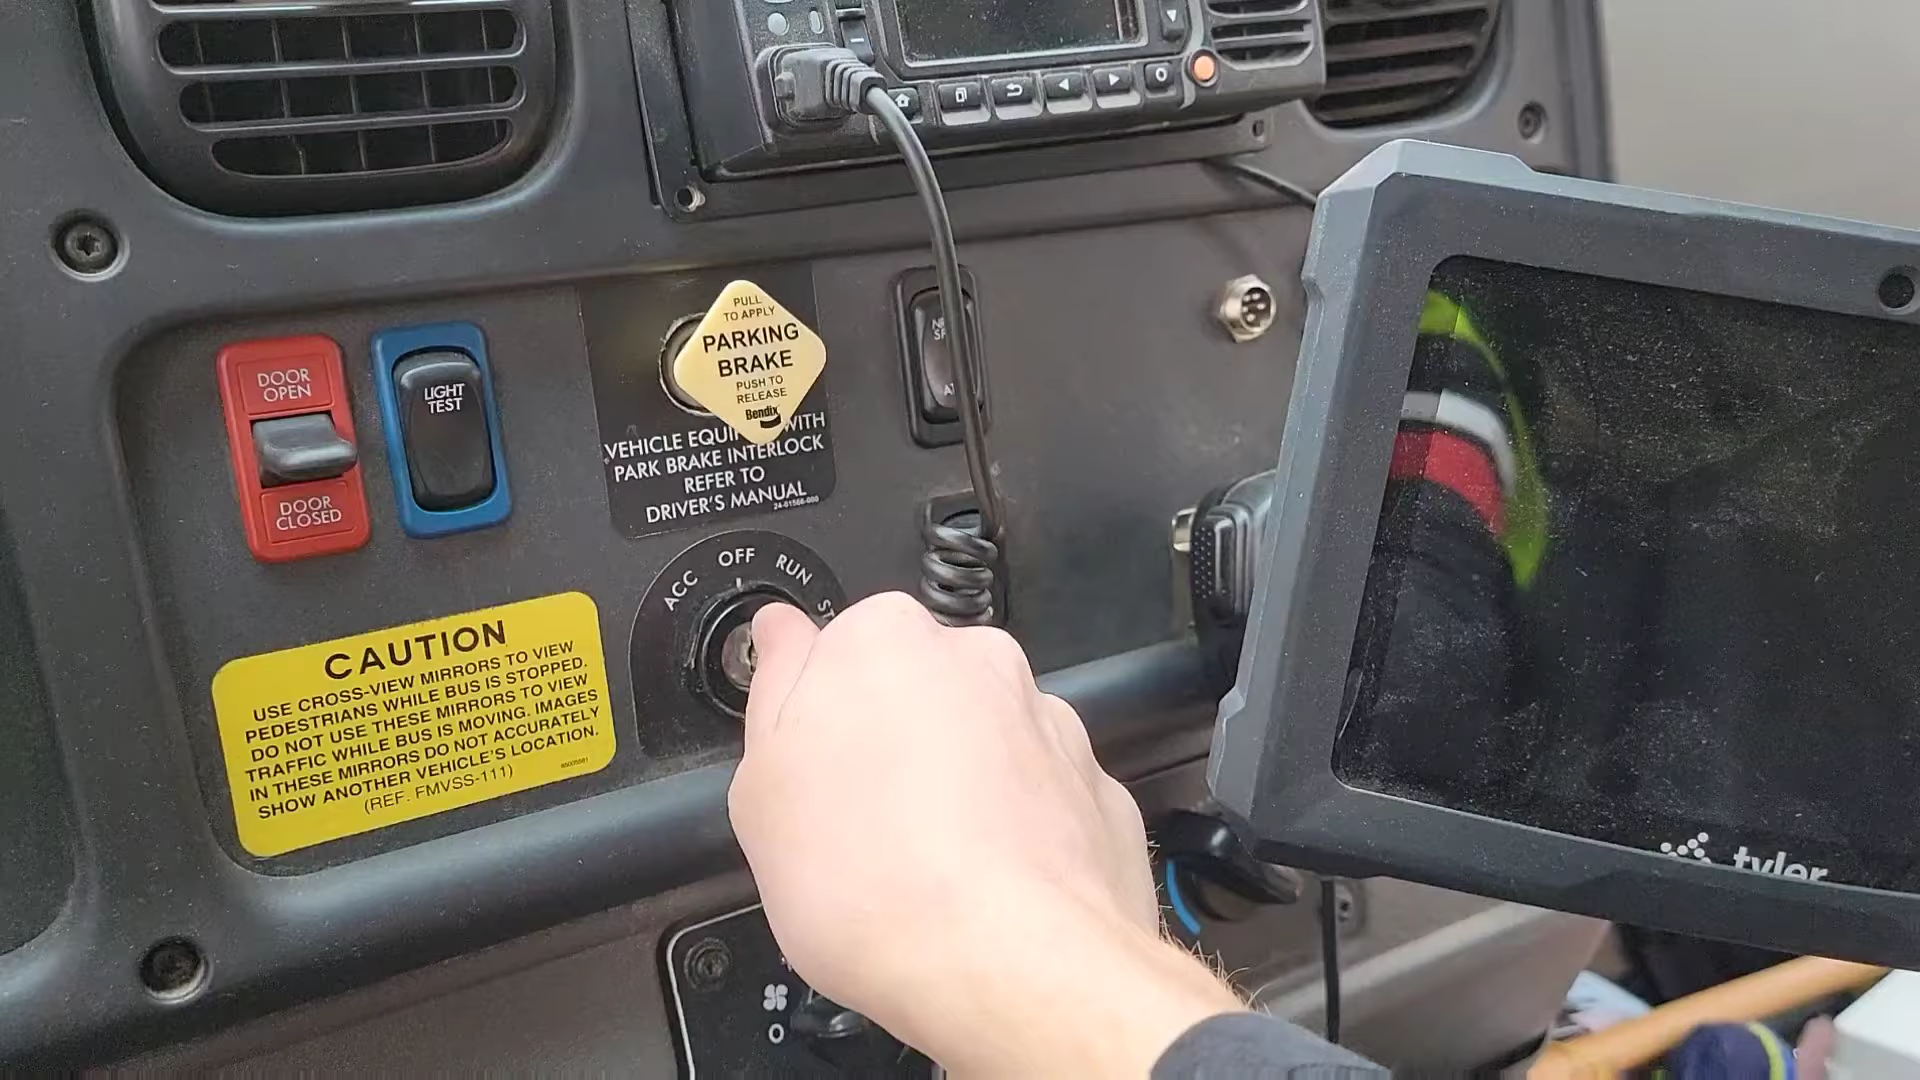 DOOR
OPEN
DOOR
CLOSED
LIGHT
TEST
PULL
TO APPLY
PARKING
BRAKE
PUSH TO
RELEASE
Bendix
VEHICLE
WITH
PARK BRAKE INTERLOCK
REFER TO
DRIVER'S MANUAL
ACC OFF RUN
CAUTION
USE CROSS-VIEW MIRRORS TO VIEW
PEDESTRIANS WHILE BUS IS STOPPED.
DO NOT USE THESE MIRRORS TO VIEW
TRAFFIC WHILE BUS IS MOVING. IMAGES
IN THESE MIRRORS DO NOT ACCURATELY
SHOW ANOTHER VEHICLE'S LOCATION.
(REF. FMVSS-111)
O
tyler